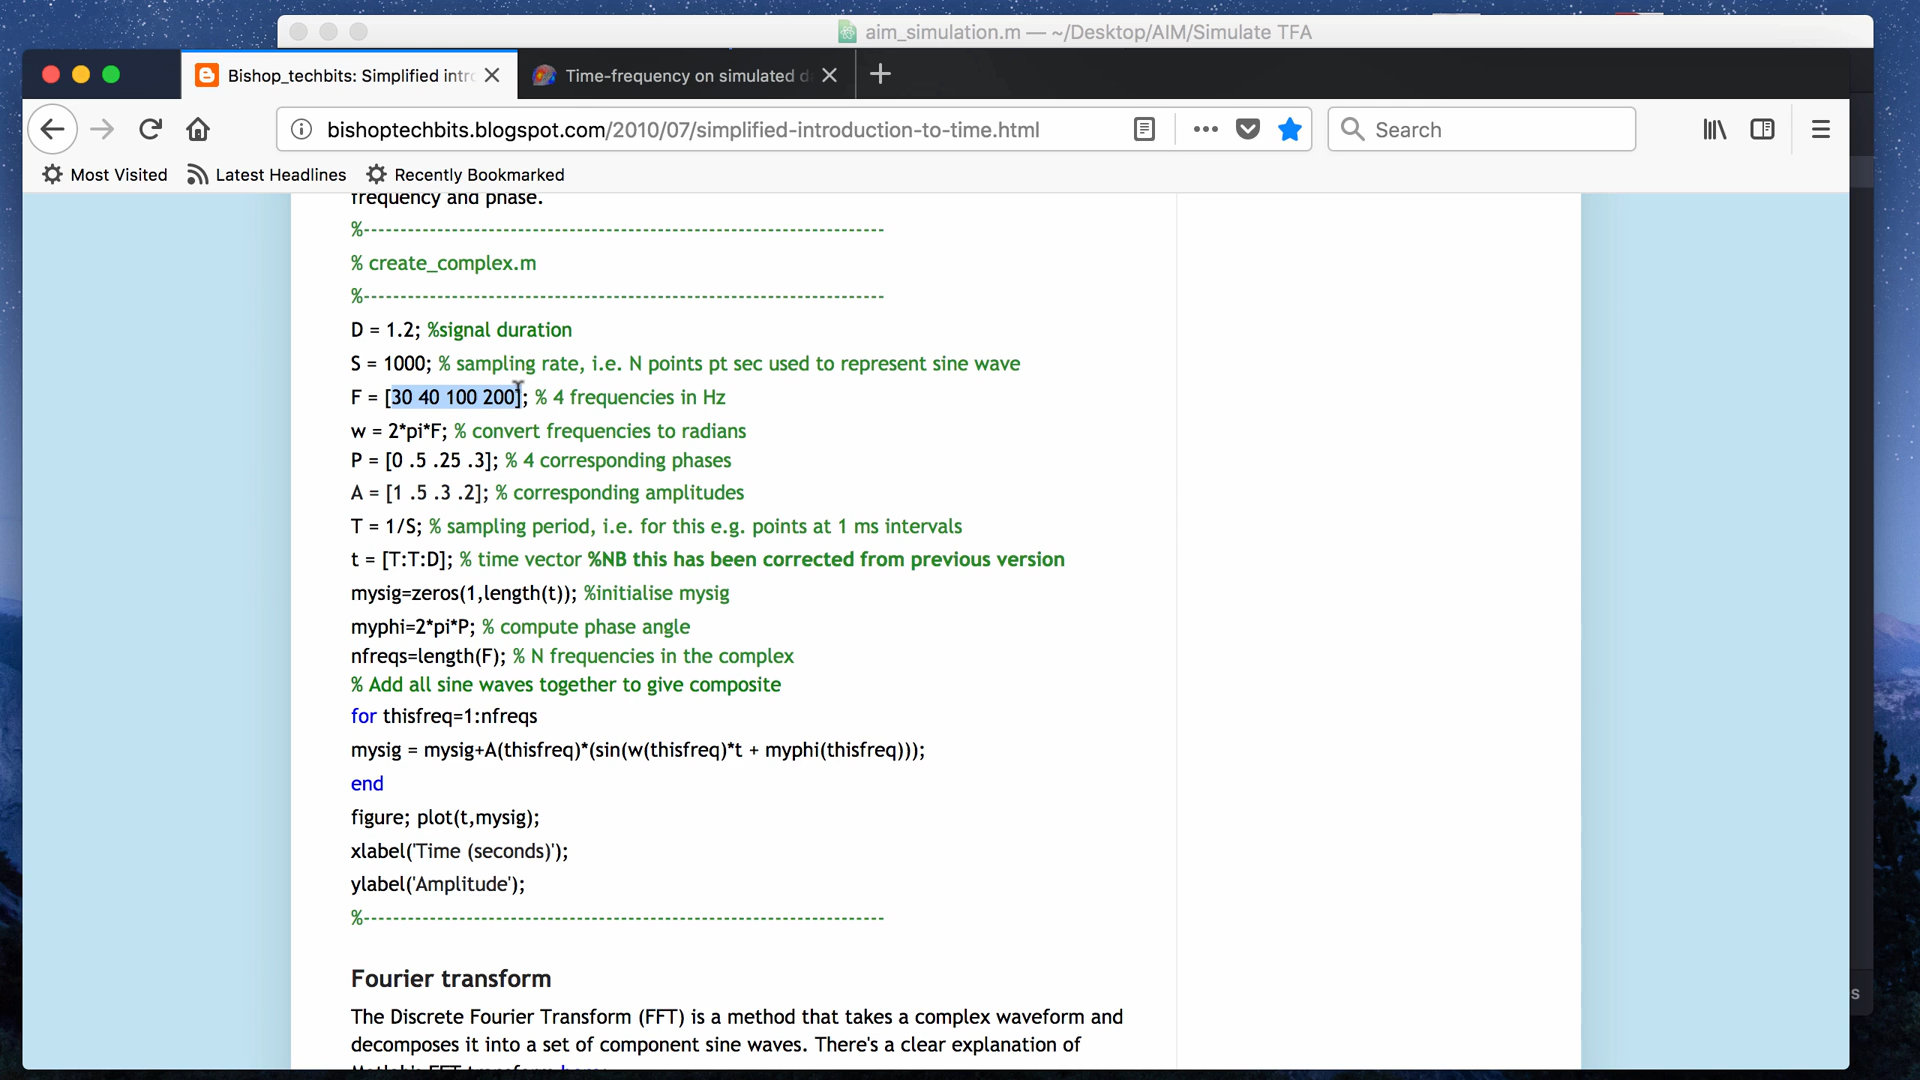 aim_simulation.m — ~/Desktop/AIM/Simulate TFA
Bishop_techbits: Simplified intro
Time-frequency on simulated d
bishoptechbits.blogspot.com/2010/07/simplified-introduction-to-time.html
Search
Most Visited
Latest Headlines
Recently Bookmarked
frequency and phase.
%------------------------------------------------------------------------
% create_complex.m
%------------------------------------------------------------------------
D = 1.2; %signal duration
S = 1000; % sampling rate, i.e. N points pt sec used to represent sine wave
F = [30 40 100 200]; % 4 frequencies in Hz
w = 2*pi*F; % convert frequencies to radians
P = [0 .5 .25 .3]; % 4 corresponding phases
A = [1 .5 .3 .2]; % corresponding amplitudes
T = 1/S; % sampling period, i.e. for this e.g. points at 1 ms intervals
t = [T:T:D]; % time vector %NB this has been corrected from previous version
mysig=zeros(1,length(t)); %initialise mysig
myphi=2*pi*P; % compute phase angle
nfreqs=length(F); % N frequencies in the complex
% Add all sine waves together to give composite
for thisfreq=1:nfreqs
mysig = mysig+A(thisfreq)*(sin(w(thisfreq)*t + myphi(thisfreq)));
end
figure; plot(t,mysig);
xlabel('Time (seconds)');
ylabel('Amplitude');
%------------------------------------------------------------------------
Fourier transform
The Discrete Fourier Transform (FFT) is a method that takes a complex waveform and
decomposes it into a set of component sine waves. There's a clear explanation of